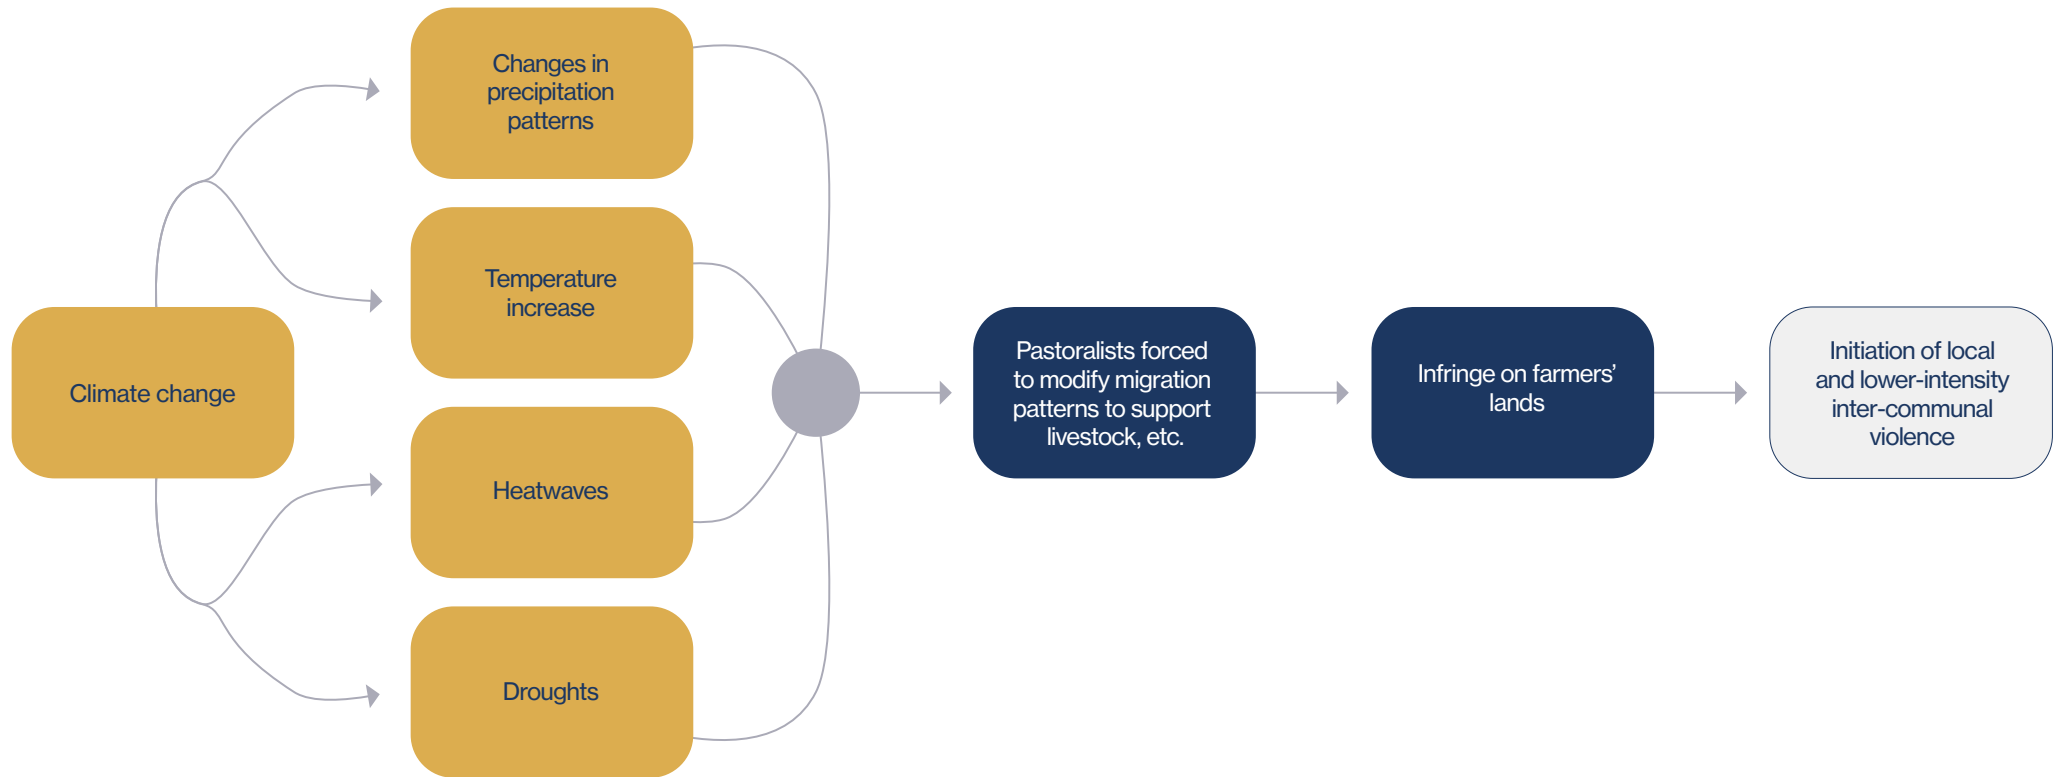 Climate change
Changes in
precipitation
patterns
Temperature
increase
Heatwaves
Droughts
Pastoralists forced
to modify migration
patterns to support
livestock, etc.
Infringe on farmers’
lands
Initiation of local
and lower-intensity
inter-communal
violence